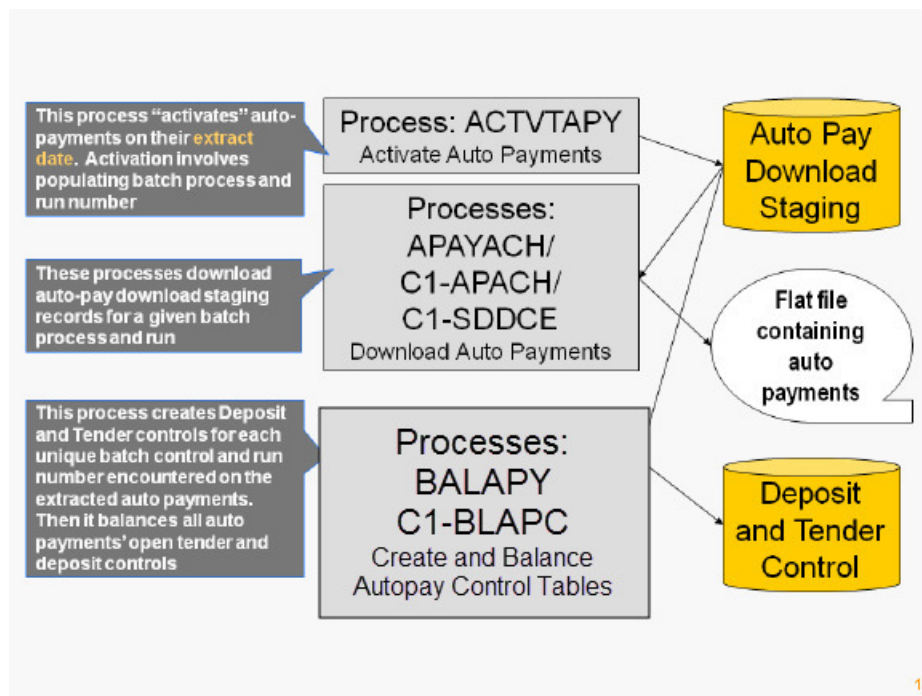 This process “activates” auto-
payments on their extract
date. Activation involves
populating batch process and
run number
Process: ACTVTAPY
Activate Auto Payments
Auto Pay
Download
Staging
These processes download
auto-pay download staging
records for a given batch
process and run
Processes:
APAYACH/
C1-APACH/
C1-SDDCE
Download Auto Payments
Flat file
containing
auto
payments
This process creates Deposit
and Tender controls for each
unique batch control and run
number encountered on the
extracted auto payments.
Then it balances all auto
payments’ open tender and
deposit controls
Processes:
BALAPY
C1-BLAPC
Create and Balance
Autopay Control Tables
Deposit
and Tender
Control
1